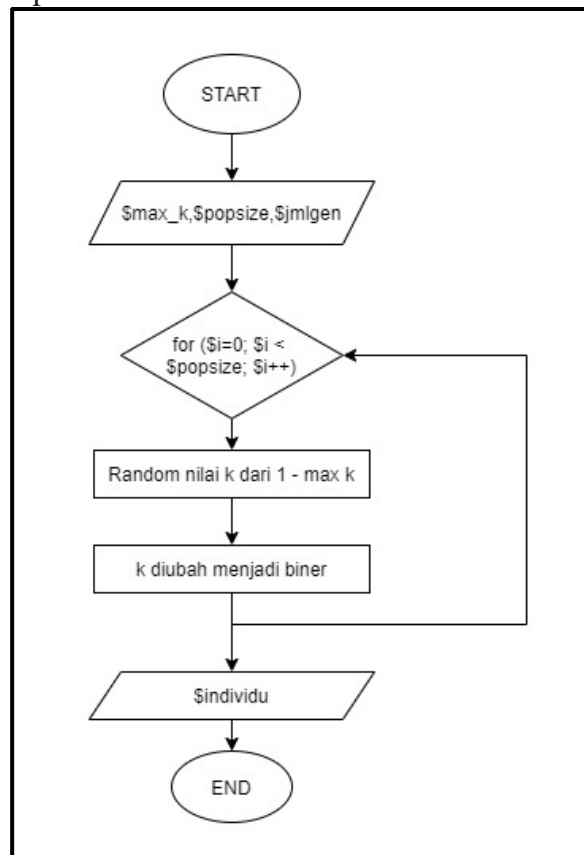 START
$max_k,$popsize,$jmlgen
for ($i=0; $i <
$popsize; $i++)
Random nilai k dari 1 - max k
k diubah menjadi biner
$individu
END